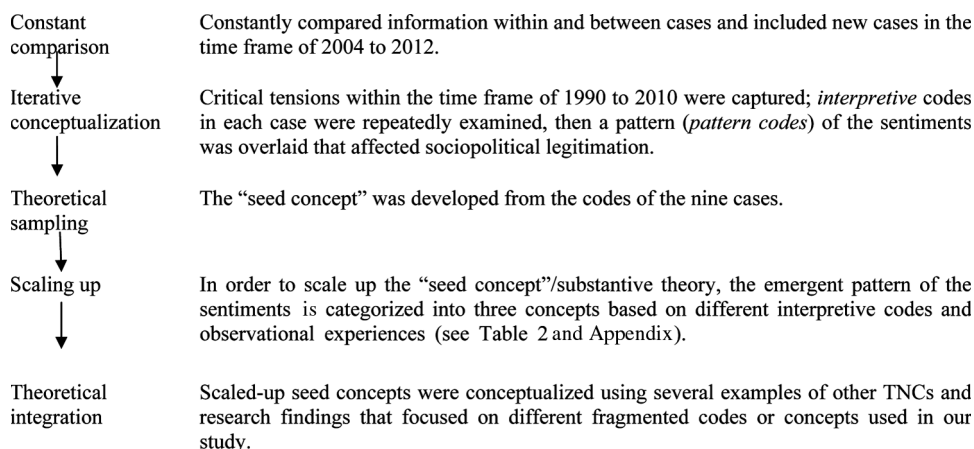 Constant Constantly compared information within and between cases and included new cases in the
comparison time frame of 2004 to 2012.
Iterative Critical tensions within the time frame of 1990 to 2010 were captured; interpretive codes
conceptualization in each case were repeatedly examined, then a pattern (pattern codes) of the sentiments
was overlaid that affected sociopolitical legitimation.
Theoretical The “seed concept” was developed from the codes of the nine cases.
sampling
Scaling up In order to scale up the “seed concept”/substantive theory, the emergent pattern of the
sentiments is categorized into three concepts based on different interpretive codes and
observational experiences (see Table 2 and Appendix).
Theoretical Scaled-up seed concepts were conceptualized using several examples of other TNCs and
integration research findings that focused on different fragmented codes or concepts used in our
study.